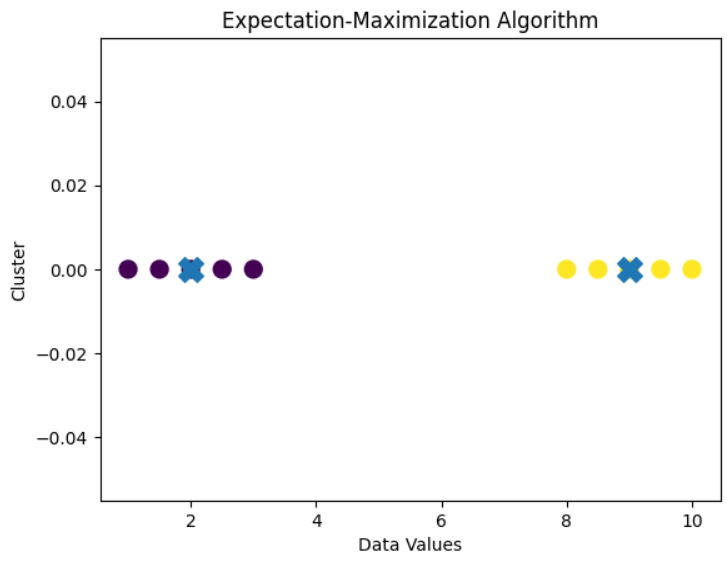 Expectation-Maximization Algorithm
0.04
0.02
0.00
−0.02
−0.04
Cluster
2 4 6 8 10
Data Values